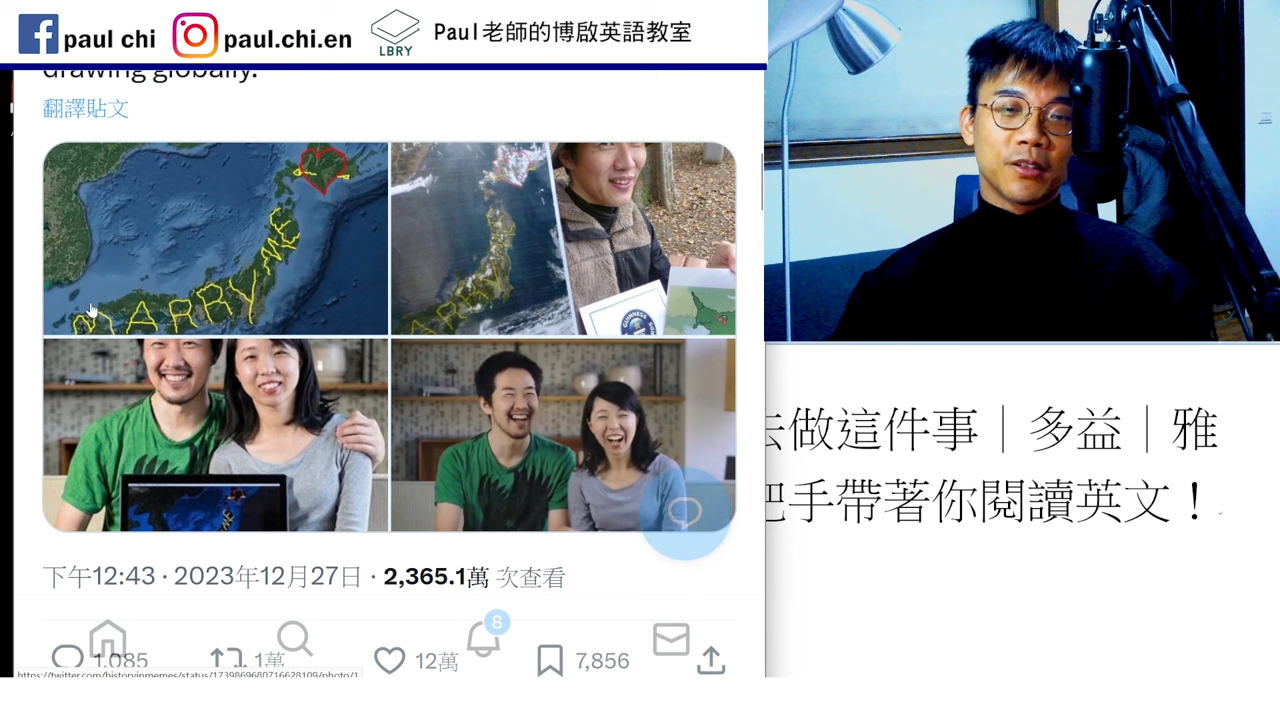 paul chi
paul.chi.en
LBRY
Paul老師的博啟英語教室
drawing globally.
翻譯貼文
MARRY ME
ARRY
GUINNESS
下午12:43 · 2023年12月27日 · 2,365.1萬 次查看
8
1,085
1萬
12萬
7,856
https://twitter.com/historyinmemes/status/1739869680716628109/photo/1
去做這件事｜多益｜雅
把手帶著你閱讀英文！